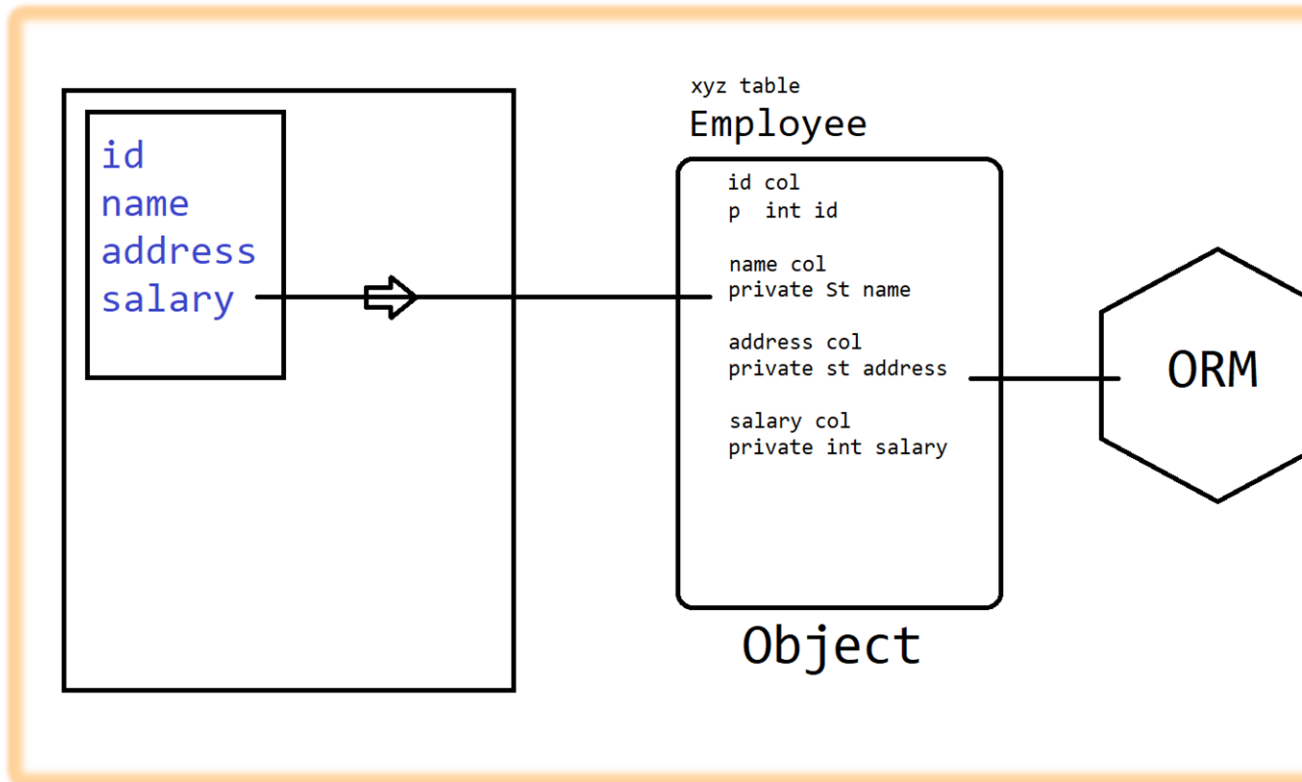 id
name
address
salary
xyz table
Employee
id col
p  int id
name col
private St name
address col
private st address
salary col
private int salary
Object
ORM